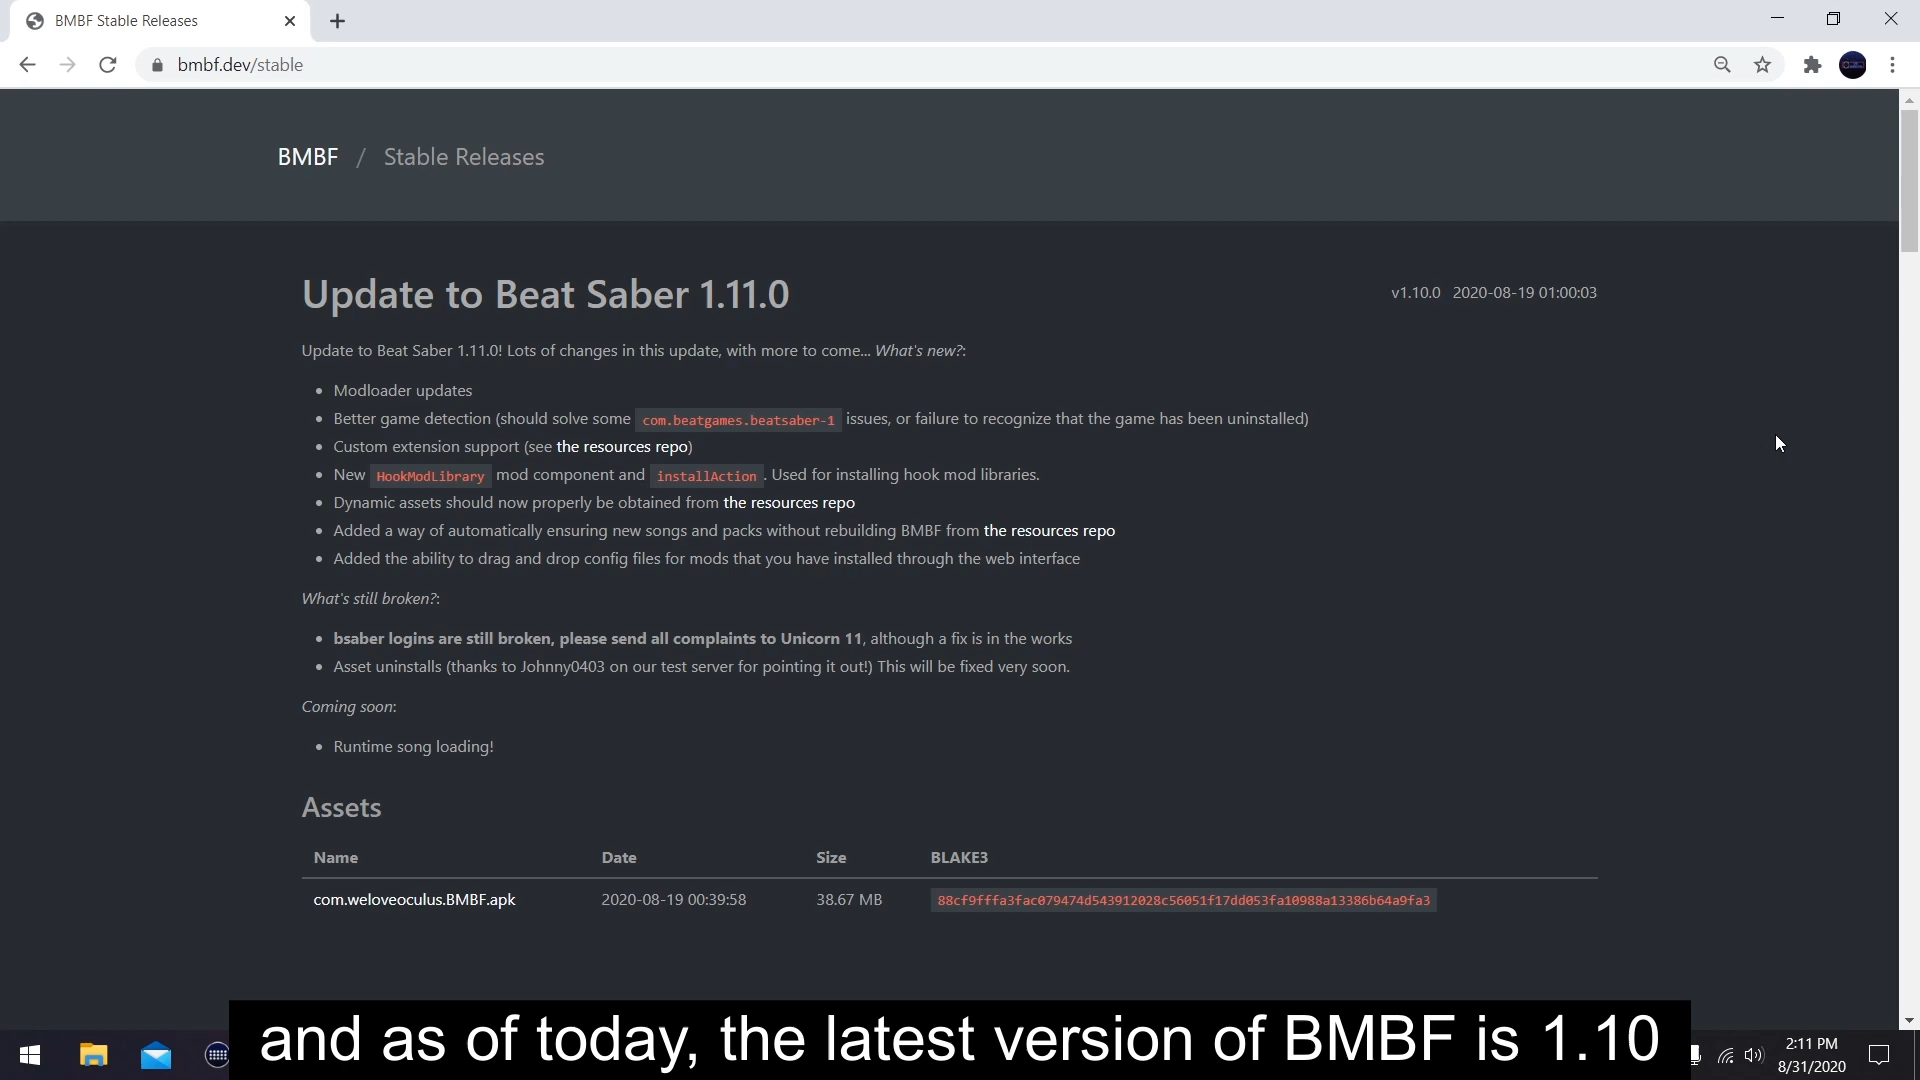 BMBF Stable Releases
bmbf.dev/stable
BMBF / Stable Releases
Update to Beat Saber 1.11.0
v1.10.0 2020-08-19 01:00:03
Update to Beat Saber 1.11.0! Lots of changes in this update, with more to come... What's new?:
• Modloader updates
• Better game detection (should solve some com.beatgames.beatsaber-1 issues, or failure to recognize that the game has been uninstalled)
• Custom extension support (see the resources repo)
• New HookModLibrary mod component and installAction. Used for installing hook mod libraries.
• Dynamic assets should now properly be obtained from the resources repo
• Added a way of automatically ensuring new songs and packs without rebuilding BMBF from the resources repo
• Added the ability to drag and drop config files for mods that you have installed through the web interface
What's still broken?:
• bsaber logins are still broken, please send all complaints to Unicorn 11, although a fix is in the works
• Asset uninstalls (thanks to Johnny0403 on our test server for pointing it out!) This will be fixed very soon.
Coming soon:
• Runtime song loading!
Assets
Name Date Size BLAKE3
com.weloveoculus.BMBF.apk 2020-08-19 00:39:58 38.67 MB 88cf9fffa3fac079474d543912028c56051f17dd053fa10988a13386b64a9fa3
and as of today, the latest version of BMBF is 1.10
2:11 PM
8/31/2020